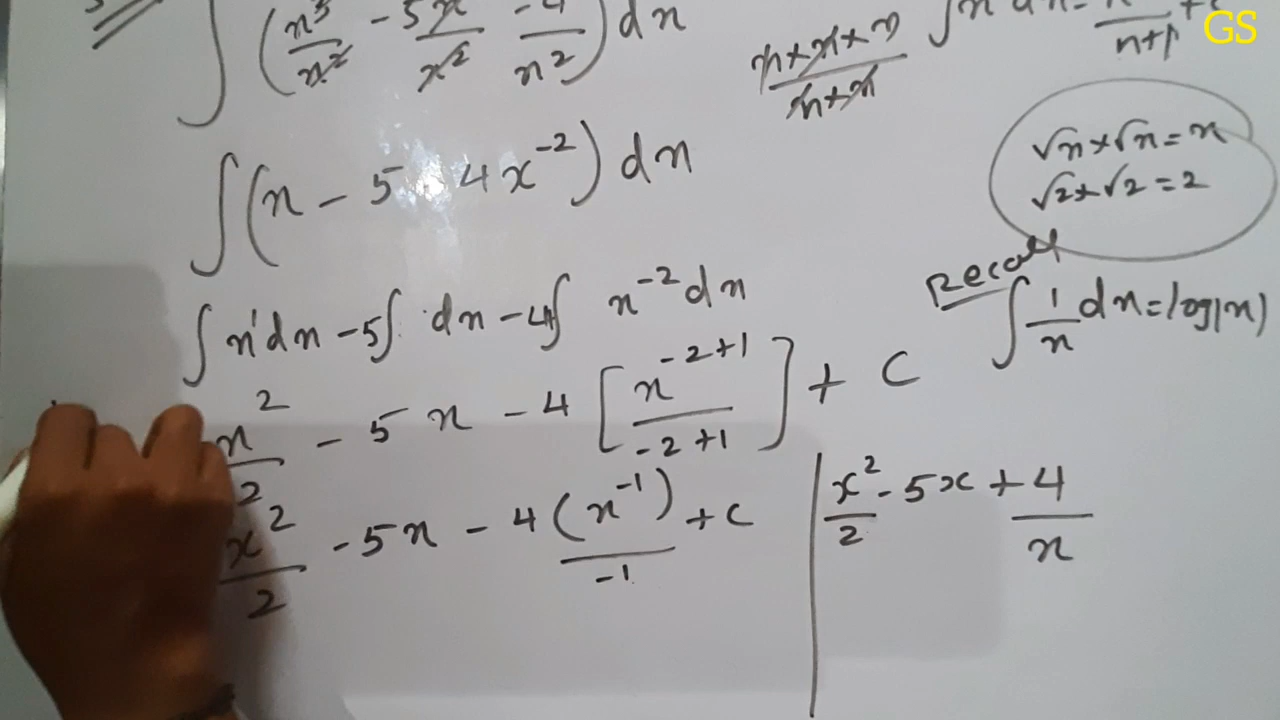 ∫(x³/x² - 5x/x² - 4/x²) dx
∫(x - 5 4x⁻²) dx
∫x¹dx - 5∫ dx - 4∫ x⁻²dx
x²/2 - 5x - 4[x⁻²⁺¹/-2+1] + C
x²/2 - 5x - 4(x⁻¹)/-1 + C
x²/2 - 5x + 4/x
x×x×x/x×x
∫xⁿ dx =
n+1
GS
√x×√x=x
√2×√2=2
Recall
∫1/x dx=log(x)